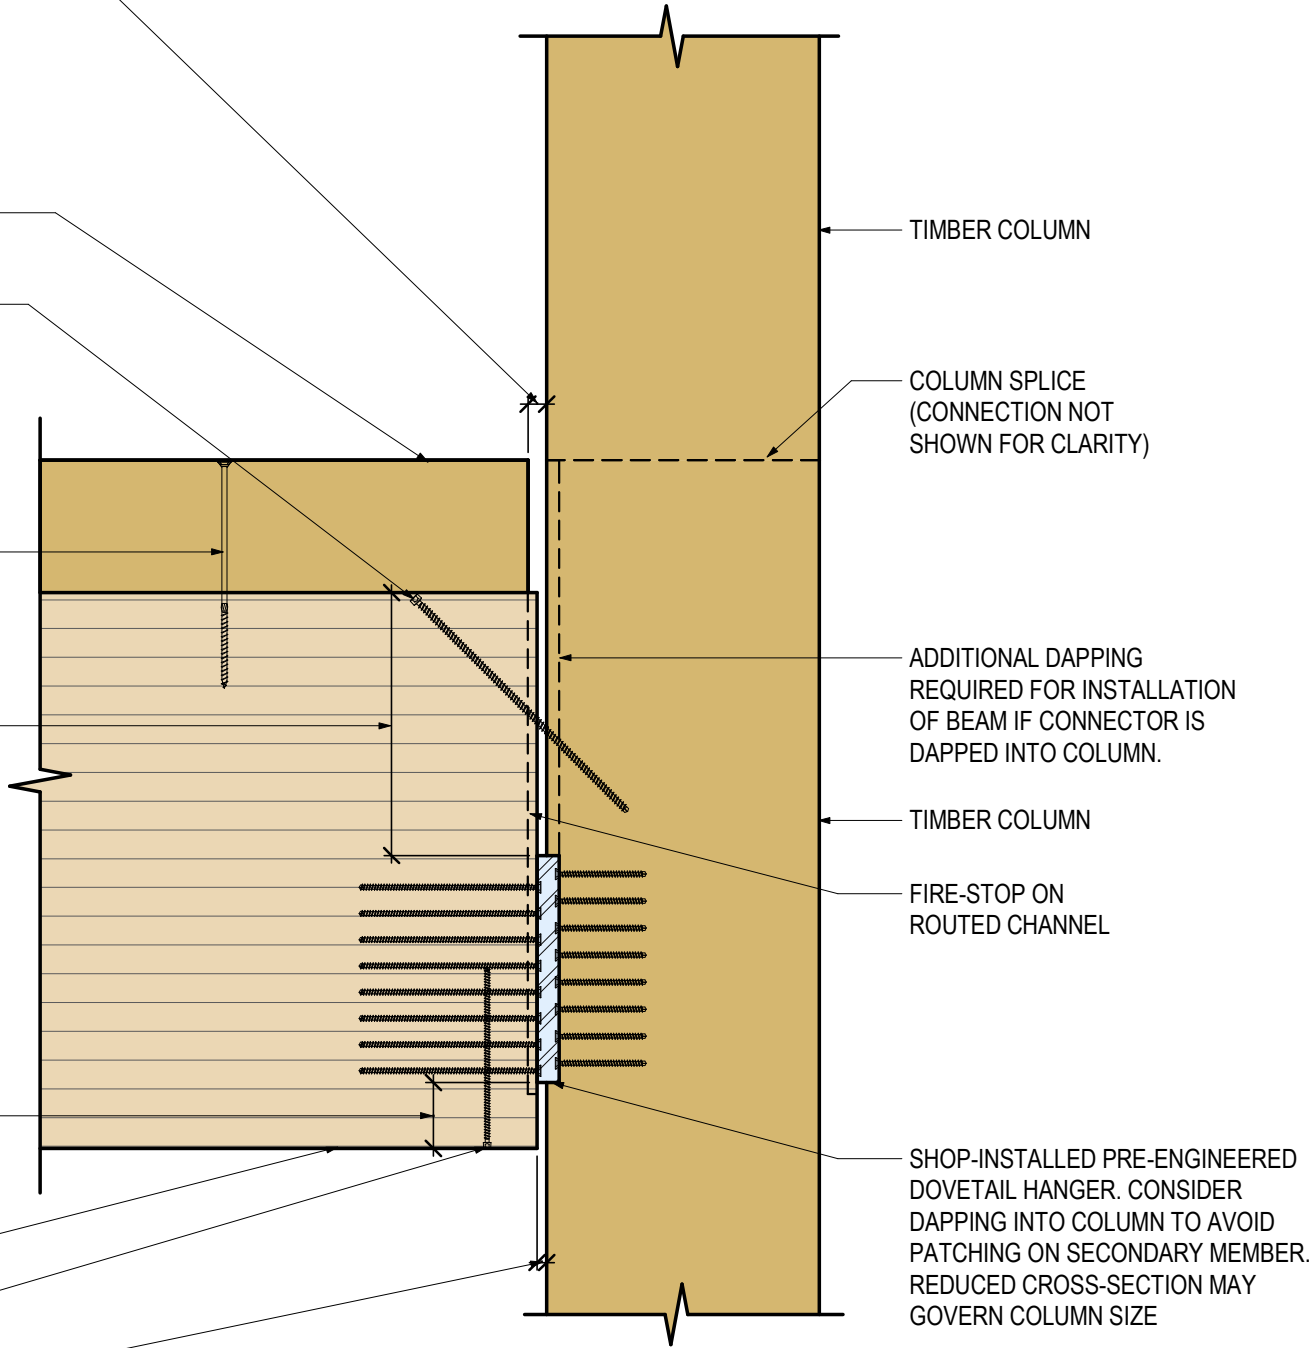 TIMBER COLUMN
COLUMN SPLICE
(CONNECTION NOT
SHOWN FOR CLARITY)
ADDITIONAL DAPPING
REQUIRED FOR INSTALLATION
OF BEAM IF CONNECTOR IS
DAPPED INTO COLUMN.
TIMBER COLUMN
FIRE-STOP ON
ROUTED CHANNEL
SHOP-INSTALLED PRE-ENGINEERED
DOVETAIL HANGER. CONSIDER
DAPPING INTO COLUMN TO AVOID
PATCHING ON SECONDARY MEMBER.
REDUCED CROSS-SECTION MAY
GOVERN COLUMN SIZE